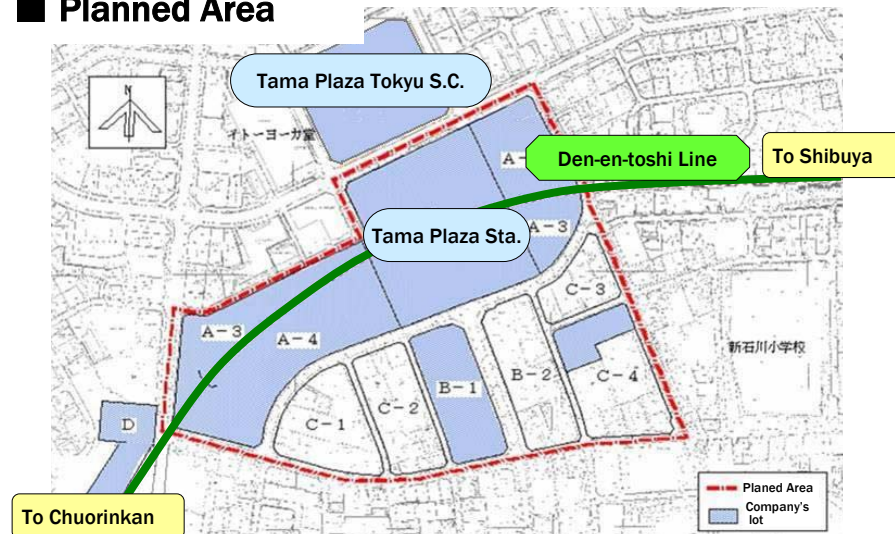 ■ Planned Area
Tama Plaza Tokyu S.C.
N
イトーヨーカ堂
A-
Den-en-toshi Line
To Shibuya
Tama Plaza Sta.
A-3
C-3
A-3
A-4
新石川小学校
B-1
B-2
C-4
C-2
C-1
D
Planed Area
Company's
lot
To Chuorinkan